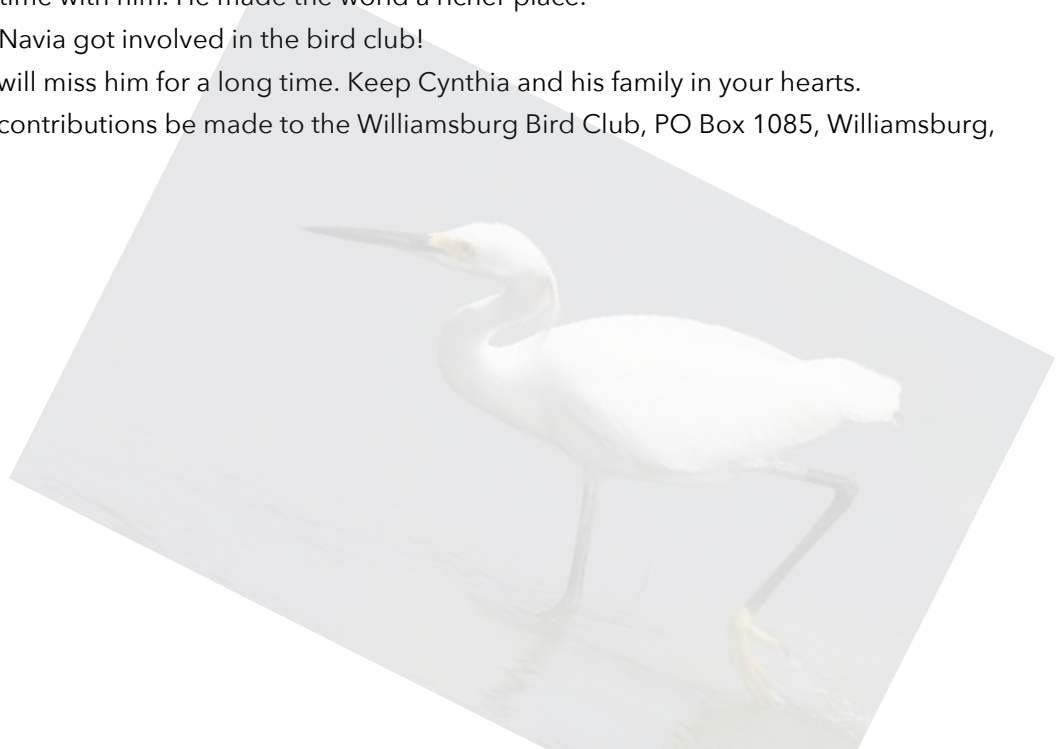 time with him. He made the world a richer place.
Navia got involved in the bird club!
will miss him for a long time. Keep Cynthia and his family in your hearts.
contributions be made to the Williamsburg Bird Club, PO Box 1085, Williamsburg,